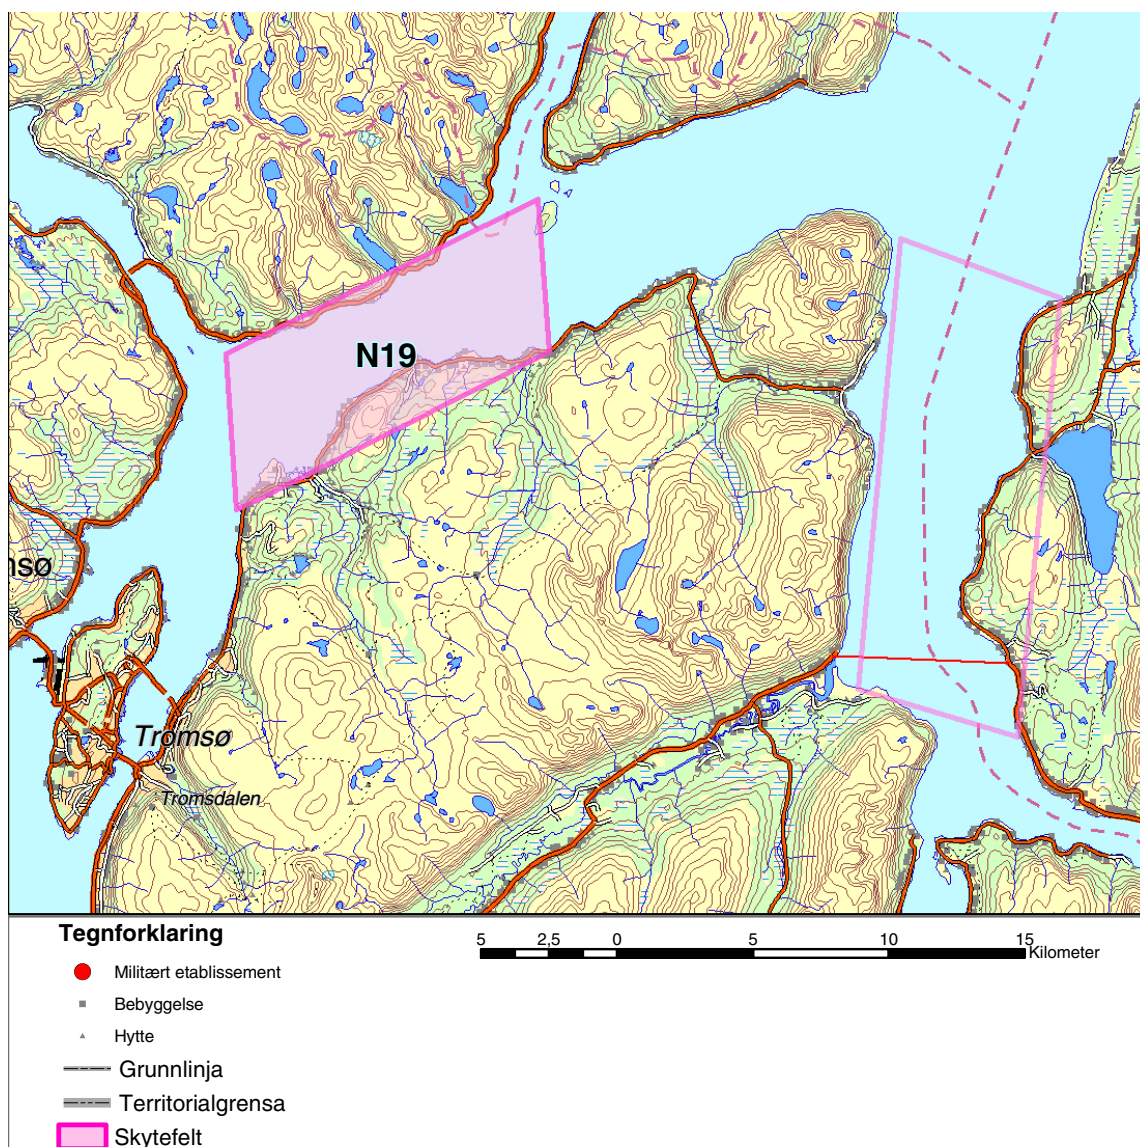 N19
msø
Tromsø
Tromsdalen
Tegnforklaring
5 2,5 0 5 10 15
Kilometer
Militært etablissement
Bebyggelse
Hytte
Grunnlinja
Territorialgrensa
Skytefelt